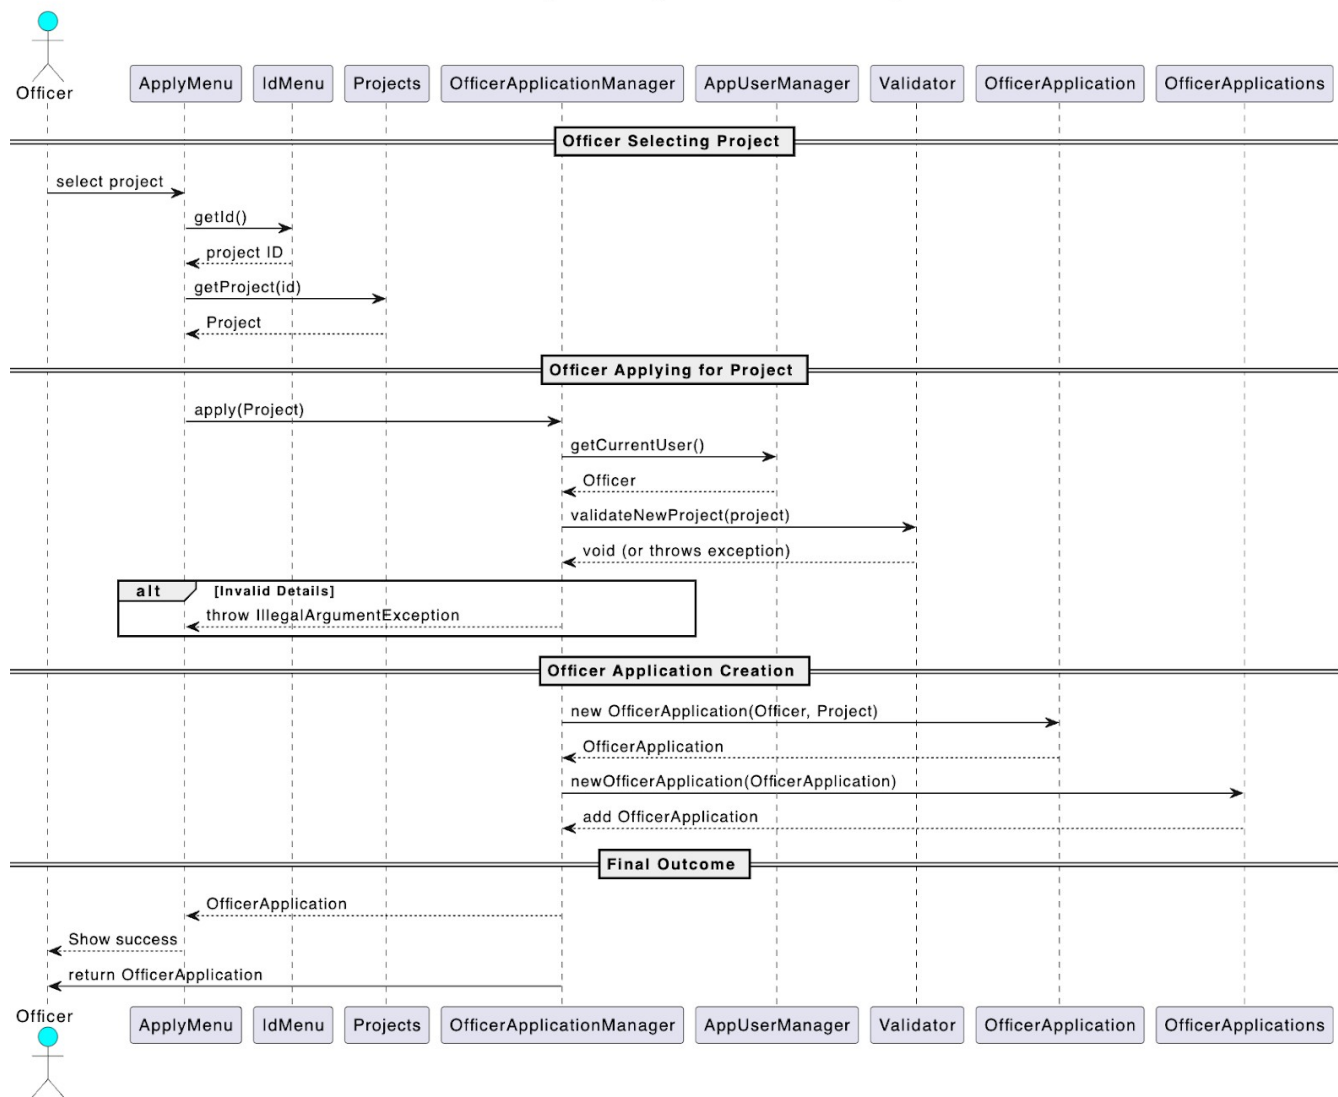 Officer
ApplyMenu
IdMenu
Projects
OfficerApplicationManager
AppUserManager
Validator
OfficerApplication
OfficerApplications
Officer Selecting Project
select project
getId()
project ID
getProject(id)
Project
Officer Applying for Project
apply(Project)
getCurrentUser()
Officer
validateNewProject(project)
void (or throws exception)
alt
[Invalid Details]
throw IllegalArgumentException
Officer Application Creation
new OfficerApplication(Officer, Project)
OfficerApplication
newOfficerApplication(OfficerApplication)
add OfficerApplication
Final Outcome
OfficerApplication
Show success
return OfficerApplication
Officer
ApplyMenu
IdMenu
Projects
OfficerApplicationManager
AppUserManager
Validator
OfficerApplication
OfficerApplications